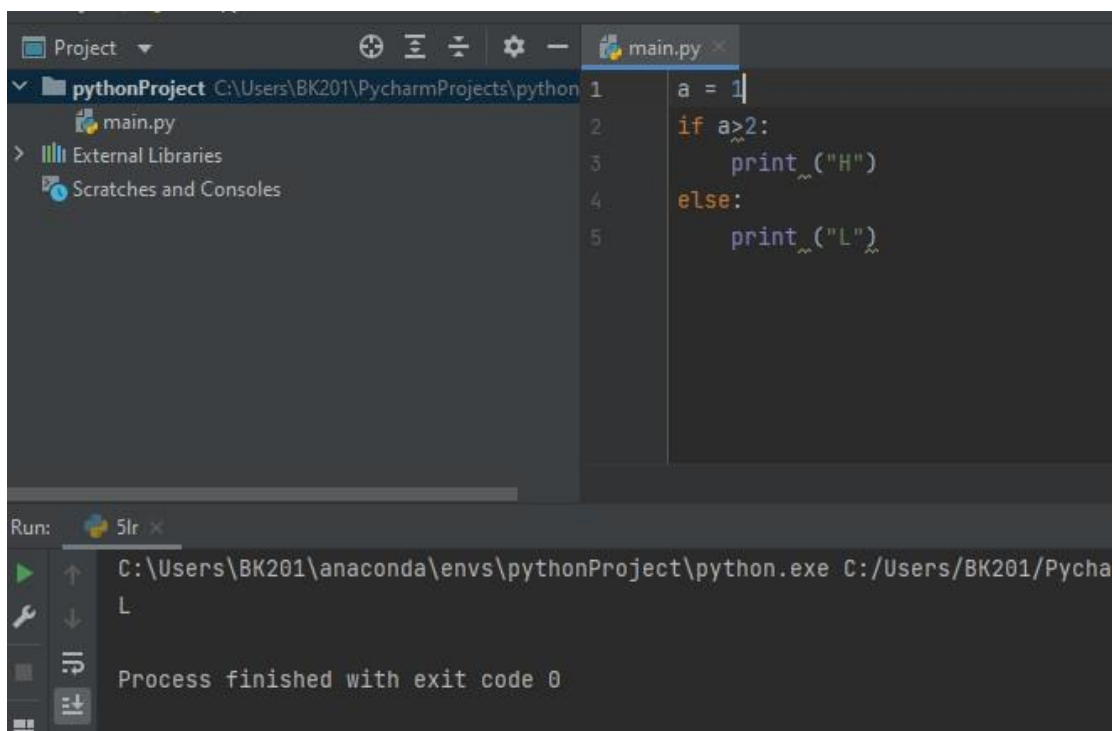 Project
pythonProject C:\Users\BK201\PycharmProjects\python
main.py
External Libraries
Scratches and Consoles
main.py
1 a = 1
2 if a>2:
3 print ("H")
4 else:
5 print ("L")
Run: 5lr
C:\Users\BK201\anaconda\envs\pythonProject\python.exe C:/Users/BK201/Pycha
L
Process finished with exit code 0